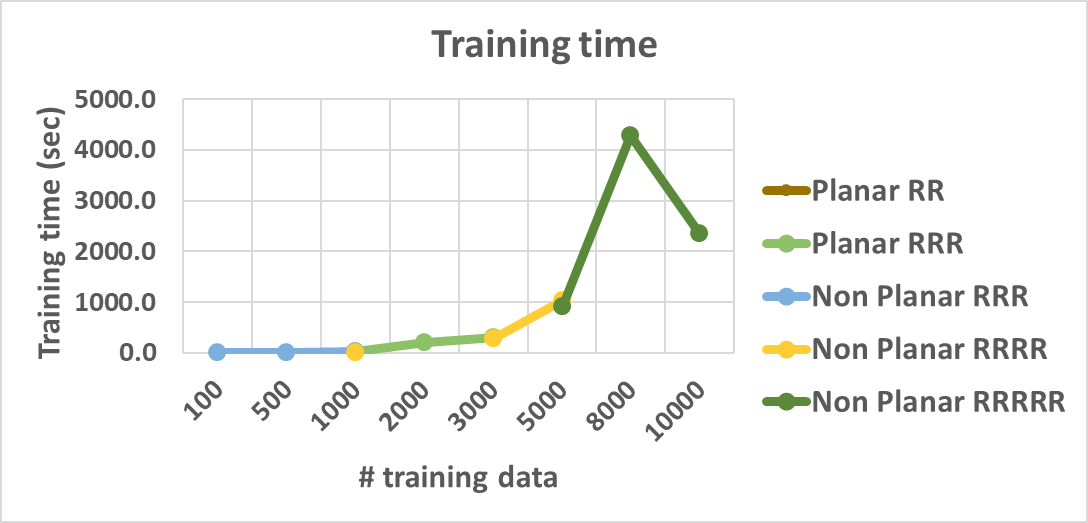 Training time
Training time (sec)
5000.0
4000.0
3000.0
2000.0
1000.0
0.0
100
500
1000
2000
3000
5000
8000
10000
# training data
Planar RR
Planar RRR
Non Planar RRR
Non Planar RRRR
Non Planar RRRRR